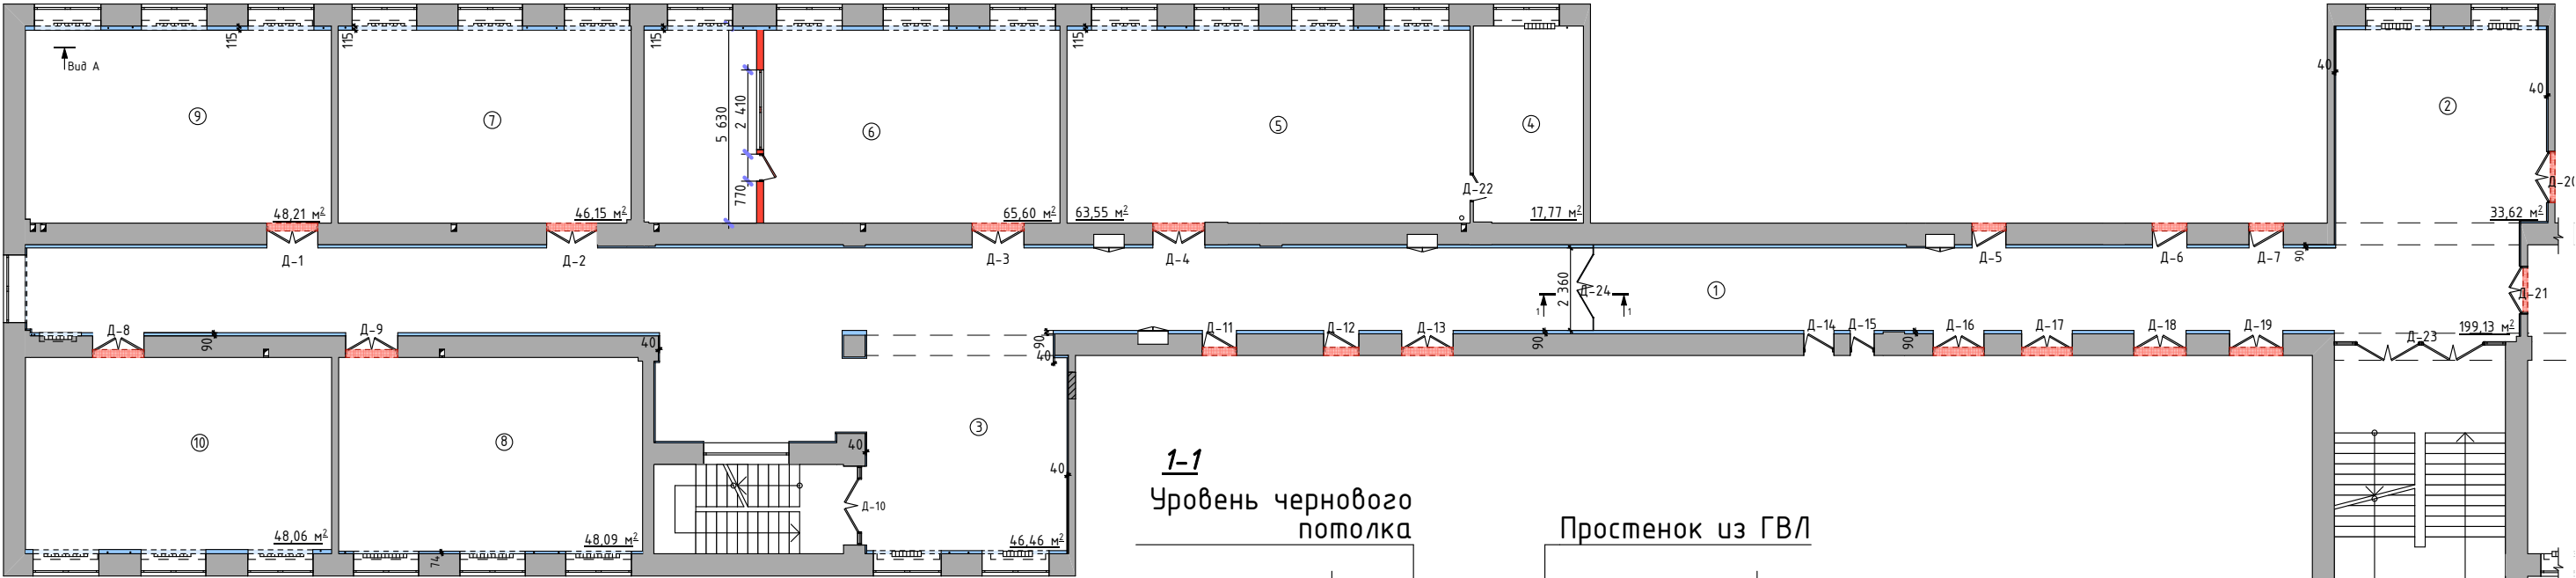 115
115
115
115
Вид А
40
40
9
7
5 630
2 410
770
6
5
4
2
Д-22
Д-20
48,21 м²
46,15 м²
65,60 м²
63,55 м²
17,77 м²
33,62 м²
Д-1
Д-2
Д-3
Д-4
2 360
Д-24
1
1
1
Д-5
Д-6
Д-7
90
Д-21
Д-8
90
Д-9
40
90
40
Д-11
Д-12
Д-13
90
Д-14
Д-15
90
Д-16
Д-17
Д-18
Д-19
Д-23
199,13 м²
10
8
3
40
40
Д-10
48,06 м²
74
48,09 м²
46,46 м²
1-1
Уровень чернового
потолка
Простенок из ГВЛ